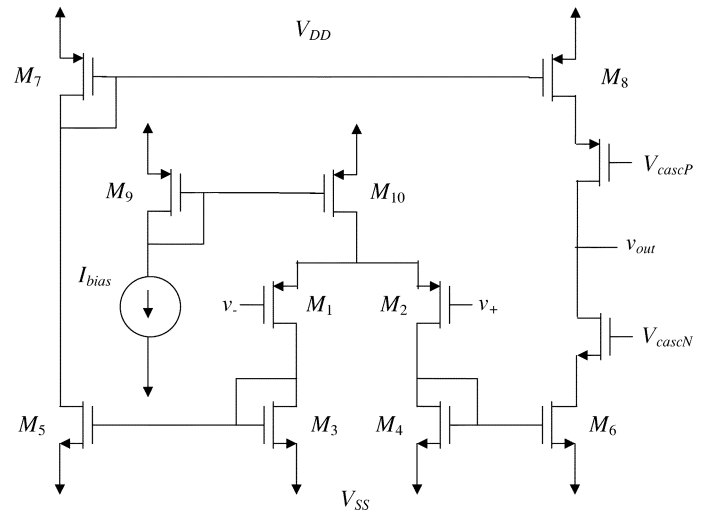 V_DD
M_7
M_8
M_9
M_10
V_cascP
I_bias
v_out
v_-
M_1
M_2
v_+
V_cascN
M_5
M_3
M_4
M_6
V_SS